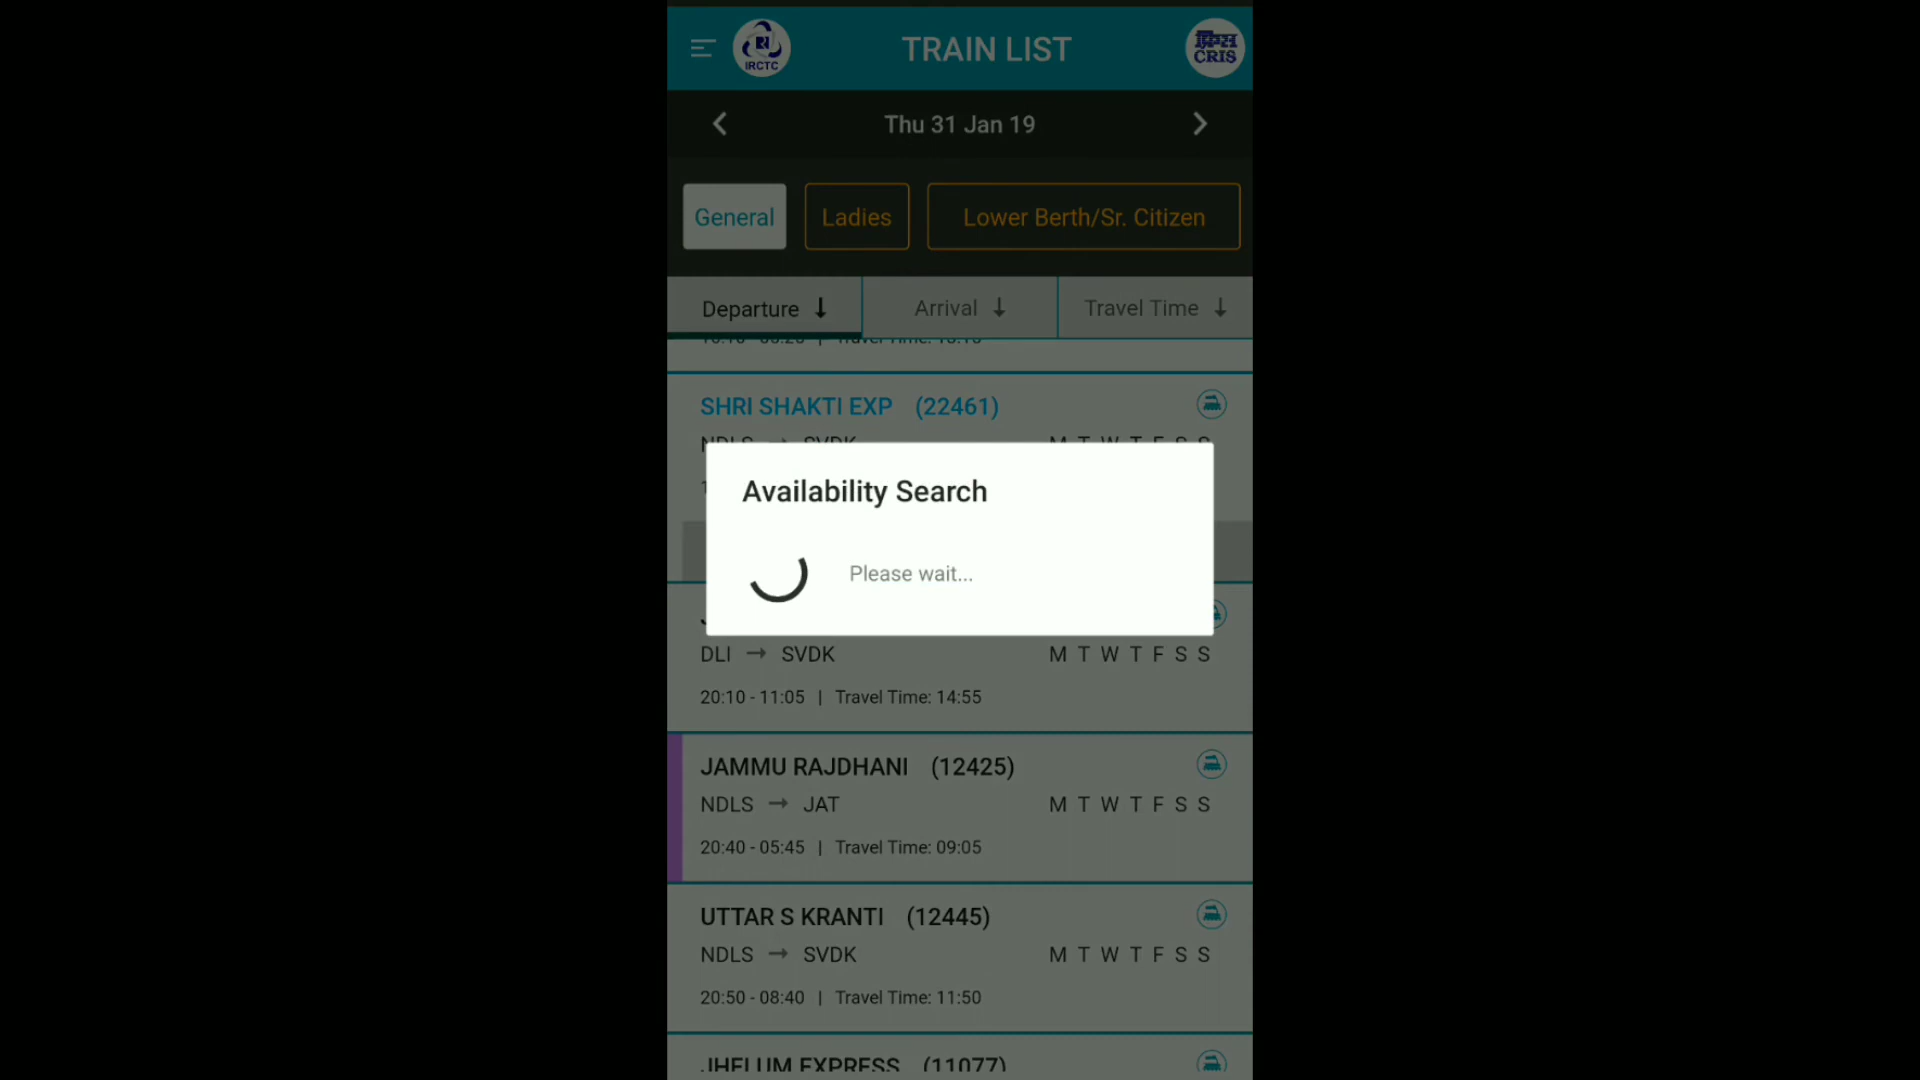 IRCTC
TRAIN LIST
CRIS
Thu 31 Jan 19
General
Ladies
Lower Berth/Sr. Citizen
Departure ↓
Arrival ↓
Travel Time ↓
SHRI SHAKTI EXP (22461)
NDLS → SVDK M T W T F S S
Availability Search
Please wait...
DLI → SVDK M T W T F S S
20:10 - 11:05 | Travel Time: 14:55
JAMMU RAJDHANI (12425)
NDLS → JAT M T W T F S S
20:40 - 05:45 | Travel Time: 09:05
UTTAR S KRANTI (12445)
NDLS → SVDK M T W T F S S
20:50 - 08:40 | Travel Time: 11:50
JHELUM EXPRESS (11077)